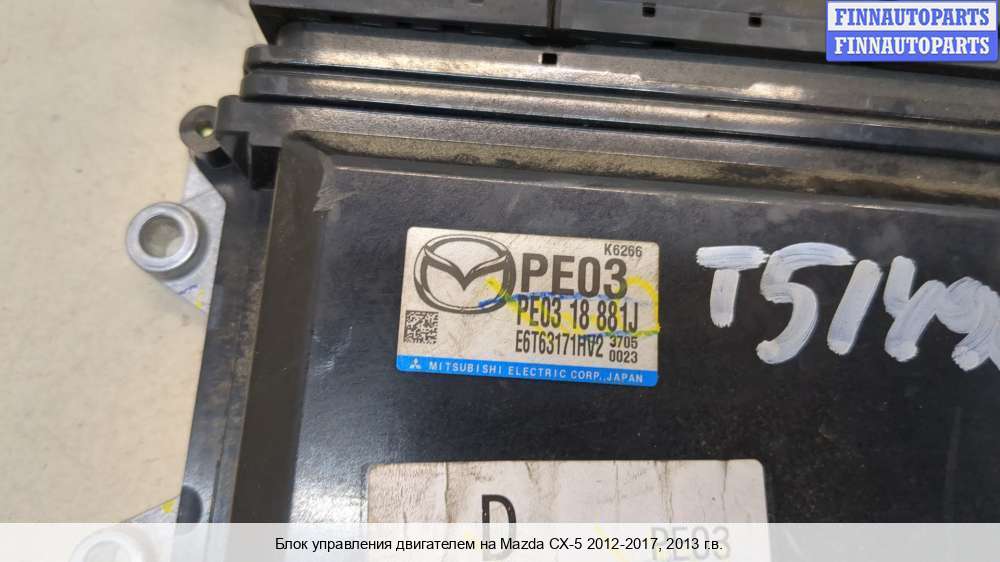 FINNAUTOPARTS
FINNAUTOPARTS
K6266
PE03
PE03 18 881J
E6T63171HV2 3705
0023
MITSUBISHI ELECTRIC CORP., JAPAN
D
PE03
Блок управления двигателем на Mazda CX-5 2012-2017, 2013 г.в.